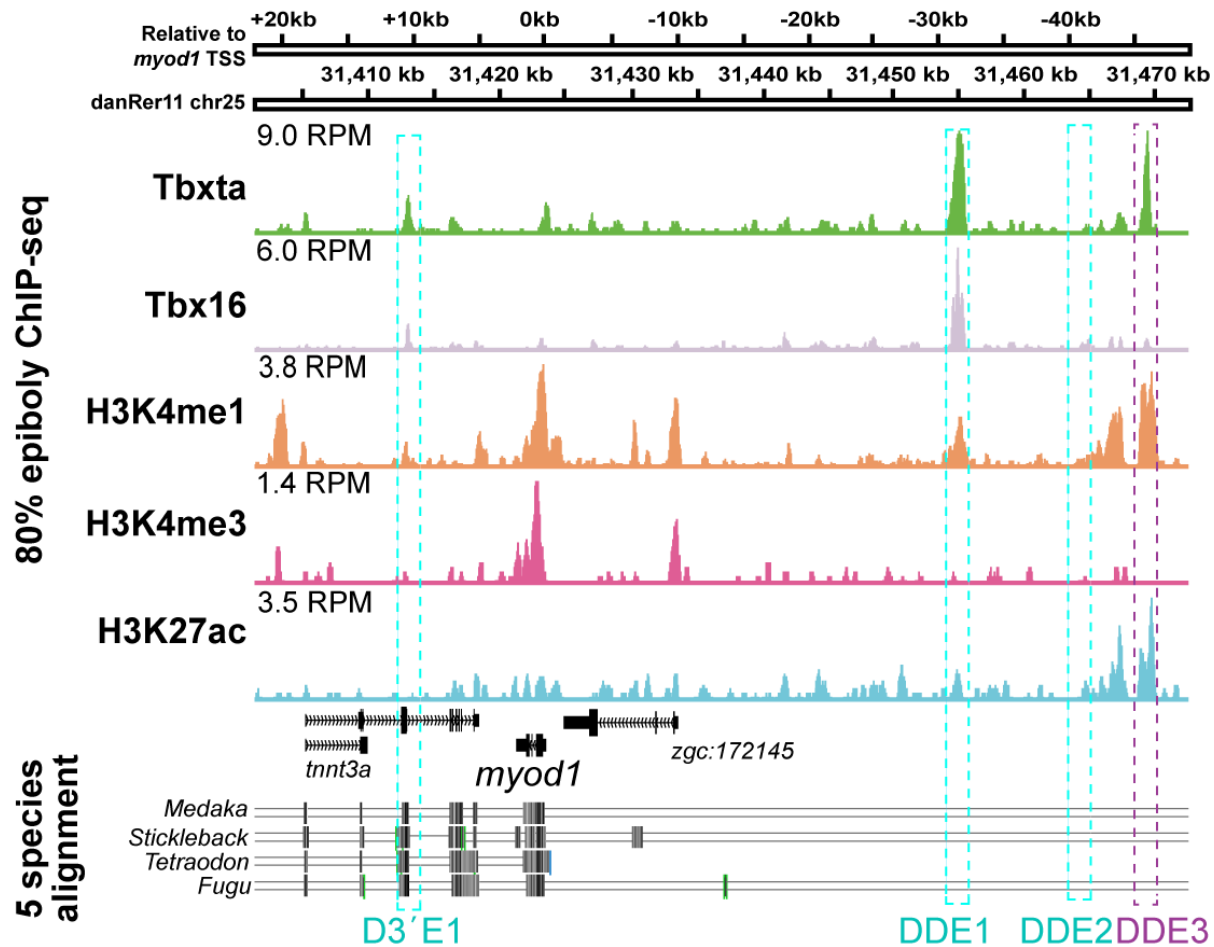 +20kb +10kb 0kb -10kb -20kb -30kb -40kb
Relative to
myod1 TSS
31,410 kb 31,420 kb 31,430 kb 31,440 kb 31,450 kb 31,460 kb 31,470 kb
danRer11 chr25
80% epiboly ChIP-seq
9.0 RPM
Tbxta
6.0 RPM
Tbx16
3.8 RPM
H3K4me1
1.4 RPM
H3K4me3
3.5 RPM
H3K27ac
tnnt3a
myod1
zgc:172145
5 species
alignment
Medaka
Stickleback
Tetraodon
Fugu
D3´E1 DDE1 DDE2 DDE3